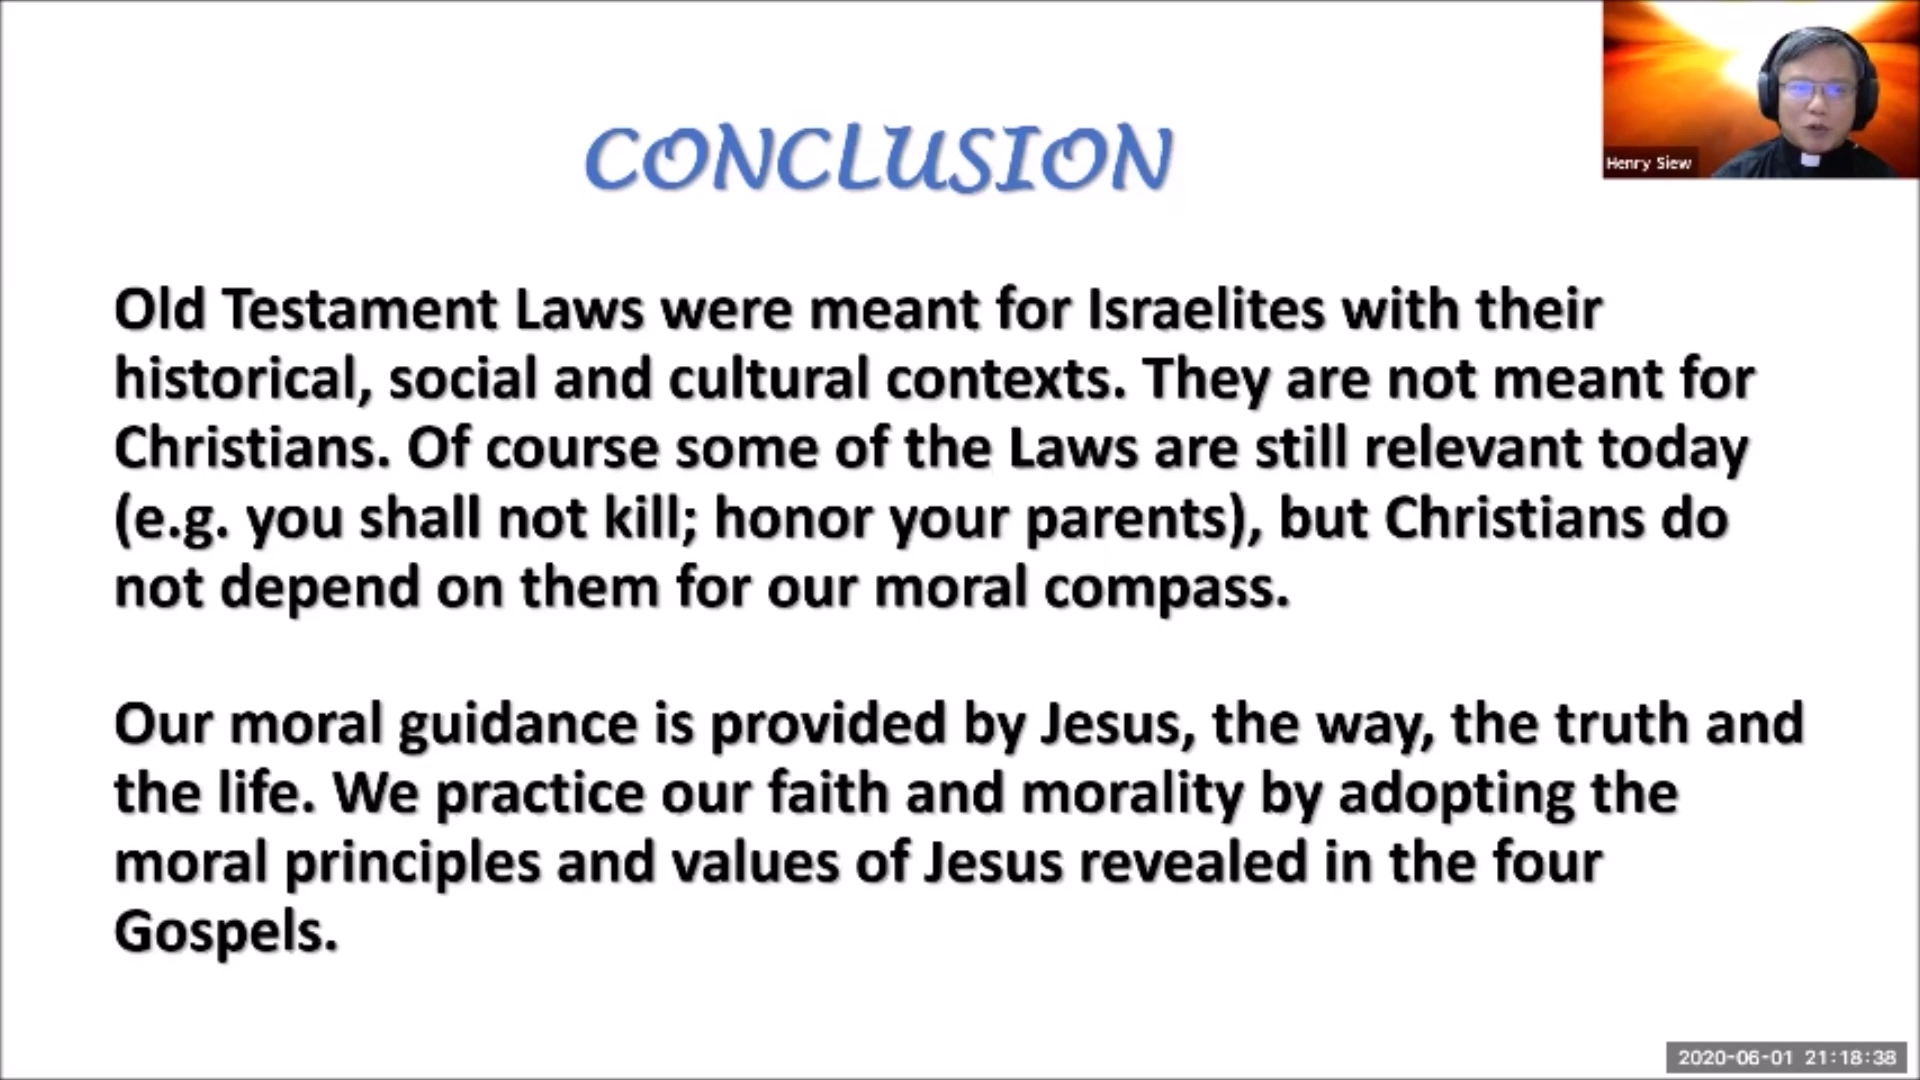 CONCLUSION
Henry Siew
Old Testament Laws were meant for Israelites with their
historical, social and cultural contexts. They are not meant for
Christians. Of course some of the Laws are still relevant today
(e.g. you shall not kill; honor your parents), but Christians do
not depend on them for our moral compass.
Our moral guidance is provided by Jesus, the way, the truth and
the life. We practice our faith and morality by adopting the
moral principles and values of Jesus revealed in the four
Gospels.
2020-06-01 21:18:38